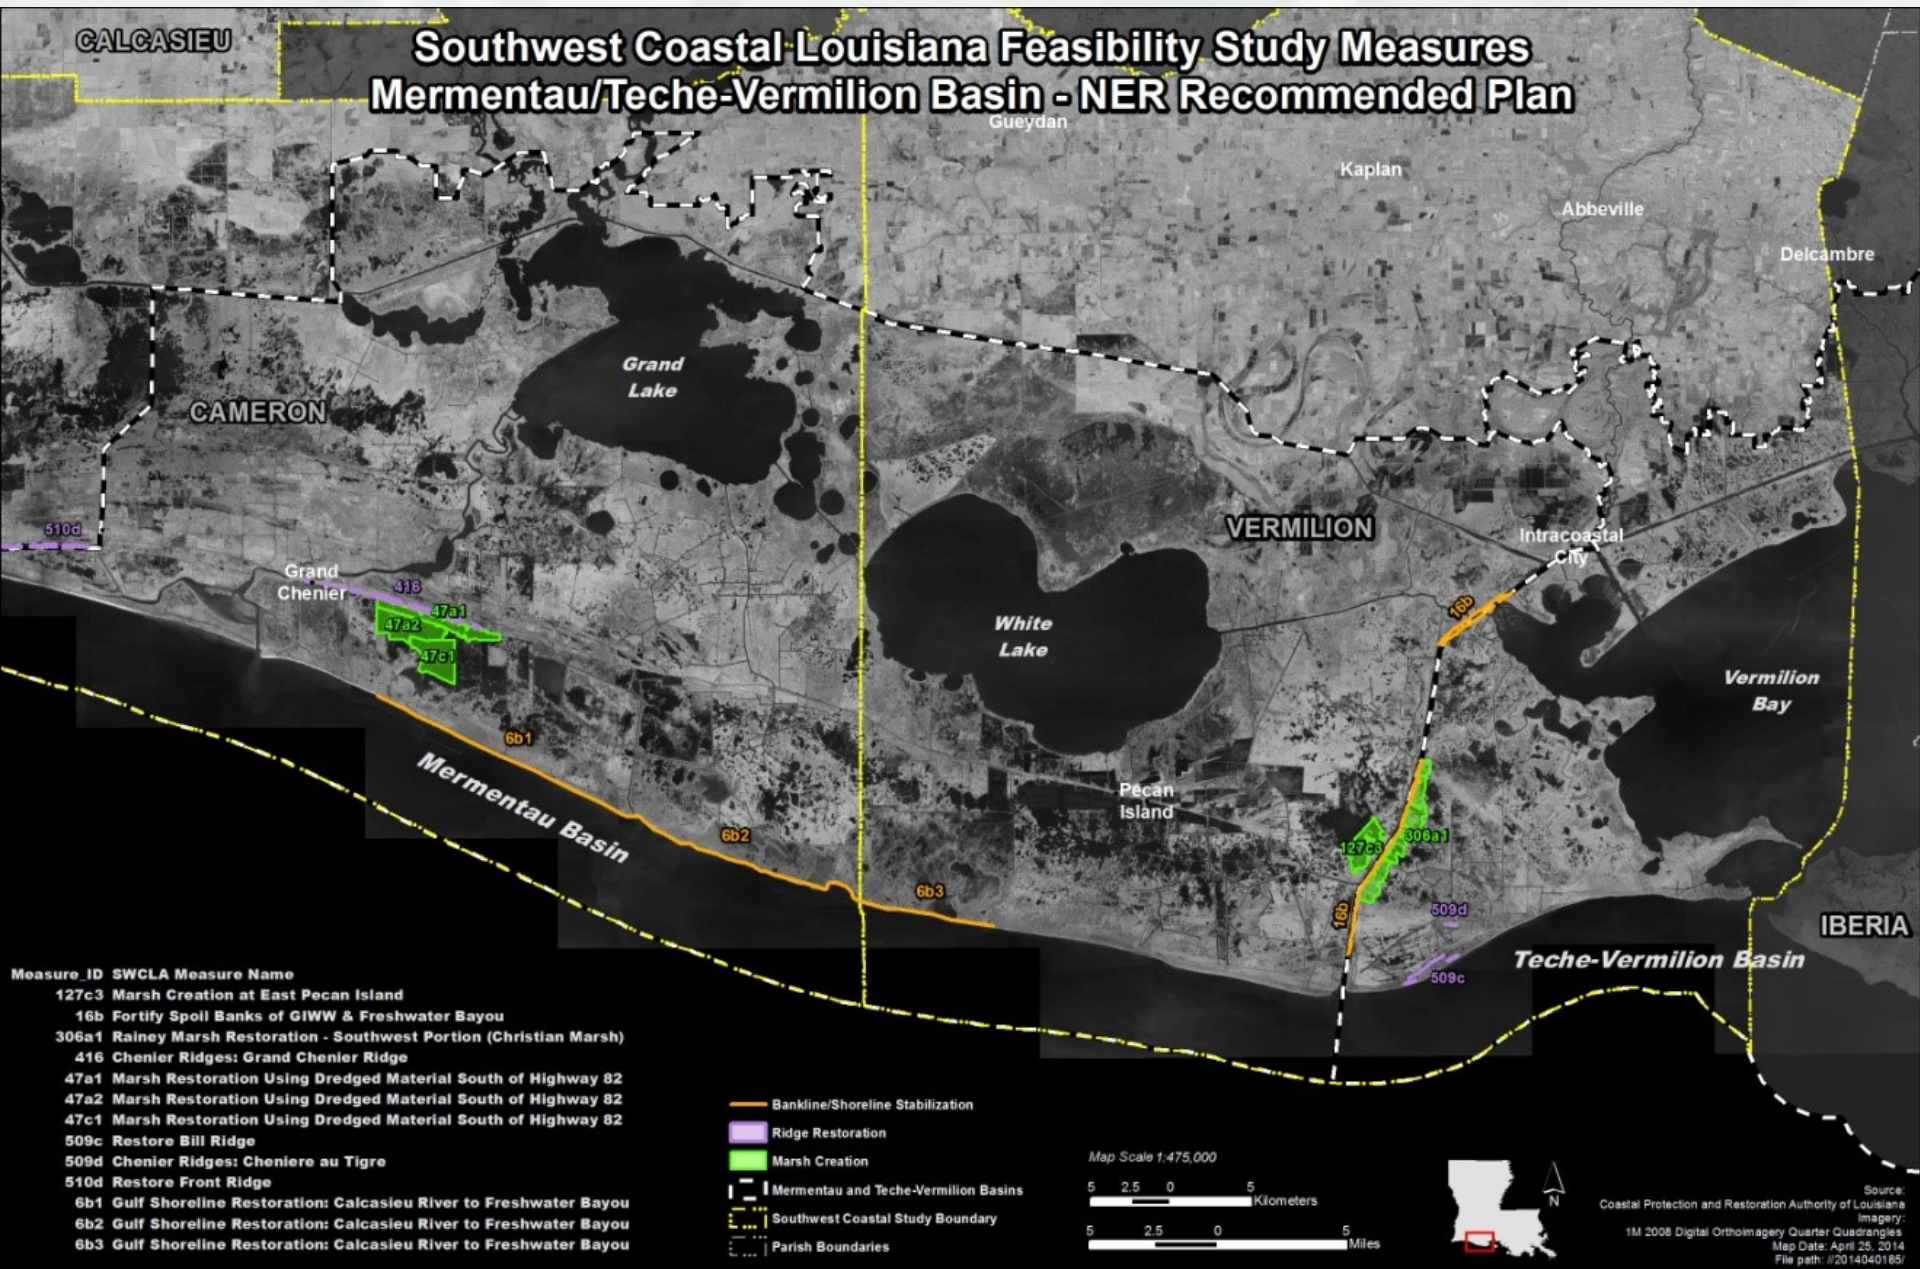 CALCASIEU
Southwest Coastal Louisiana Feasibility Study Measures
Mermentau/Teche-Vermilion Basin - NER Recommended Plan
Gueydan
Kaplan
Abbeville
Delcambre
Grand
Lake
CAMERON
VERMILION
510d
Intracoastal
City
Grand
Chenier
416
47a1
47a2
47c1
16b
White
Lake
Vermilion
Bay
6b1
Mermentau Basin
6b2
Pecan
Island
127c3
306a1
6b3
16b
509d
509c
IBERIA
Teche-Vermilion Basin
Measure_ID SWCLA Measure Name
127c3 Marsh Creation at East Pecan Island
16b Fortify Spoil Banks of GIWW & Freshwater Bayou
306a1 Rainey Marsh Restoration - Southwest Portion (Christian Marsh)
416 Chenier Ridges: Grand Chenier Ridge
47a1 Marsh Restoration Using Dredged Material South of Highway 82
47a2 Marsh Restoration Using Dredged Material South of Highway 82
47c1 Marsh Restoration Using Dredged Material South of Highway 82
509c Restore Bill Ridge
509d Chenier Ridges: Cheniere au Tigre
510d Restore Front Ridge
6b1 Gulf Shoreline Restoration: Calcasieu River to Freshwater Bayou
6b2 Gulf Shoreline Restoration: Calcasieu River to Freshwater Bayou
6b3 Gulf Shoreline Restoration: Calcasieu River to Freshwater Bayou
Bankline/Shoreline Stabilization
Ridge Restoration
Marsh Creation
Mermentau and Teche-Vermilion Basins
Southwest Coastal Study Boundary
Parish Boundaries
Map Scale 1:475,000
5 2.5 0 5
Kilometers
5 2.5 0 5
Miles
N
Source:
Coastal Protection and Restoration Authority of Louisiana
Imagery:
1M 2008 Digital Orthoimagery Quarter Quadrangles
Map Date: April 25, 2014
File path: //2014040185/